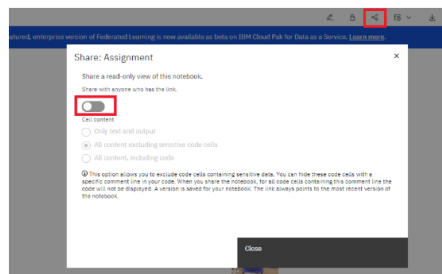 atured, enterprise version of Federated Learning is now available as beta on IBM Cloud Pak for Data as a Service. Learn more.
Share: Assignment
Share a read-only view of this notebook.
Share with anyone who has the link.
Cell content
Only text and output
All content excluding sensitive code cells
All content, including code
This option allows you to exclude code cells containing sensitive data. You can hide these code cells with a
specific comment line in your code. When you share the notebook, for all code cells containing this comment line the
code will not be displayed. A version is saved for your notebook. The link always points to the most recent version of
the notebook.
Close